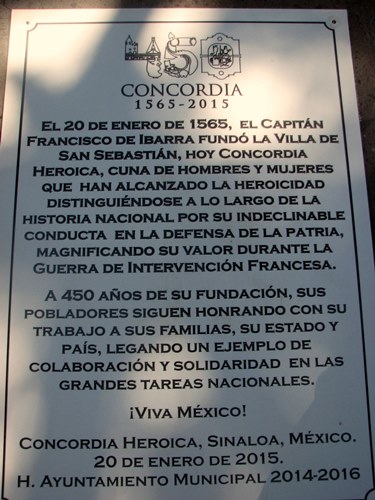 450
CONCORDIA
1565-2015
EL 20 DE ENERO DE 1565, EL CAPITÁN
FRANCISCO DE IBARRA FUNDÓ LA VILLA DE
SAN SEBASTIÁN, HOY CONCORDIA
HEROICA, CUNA DE HOMBRES Y MUJERES
QUE HAN ALCANZADO LA HEROICIDAD
DISTINGUIÉNDOSE A LO LARGO DE LA
HISTORIA NACIONAL POR SU INDECLINABLE
CONDUCTA EN LA DEFENSA DE LA PATRIA,
MAGNIFICANDO SU VALOR DURANTE LA
GUERRA DE INTERVENCIÓN FRANCESA.
A 450 AÑOS DE SU FUNDACIÓN, SUS
POBLADORES SIGUEN HONRANDO CON SU
TRABAJO A SUS FAMILIAS, SU ESTADO Y
PAÍS, LEGANDO UN EJEMPLO DE
COLABORACIÓN Y SOLIDARIDAD EN LAS
GRANDES TAREAS NACIONALES.
¡VIVA MÉXICO!
CONCORDIA HEROICA, SINALOA, MÉXICO.
20 DE ENERO DE 2015.
H. AYUNTAMIENTO MUNICIPAL 2014-2016